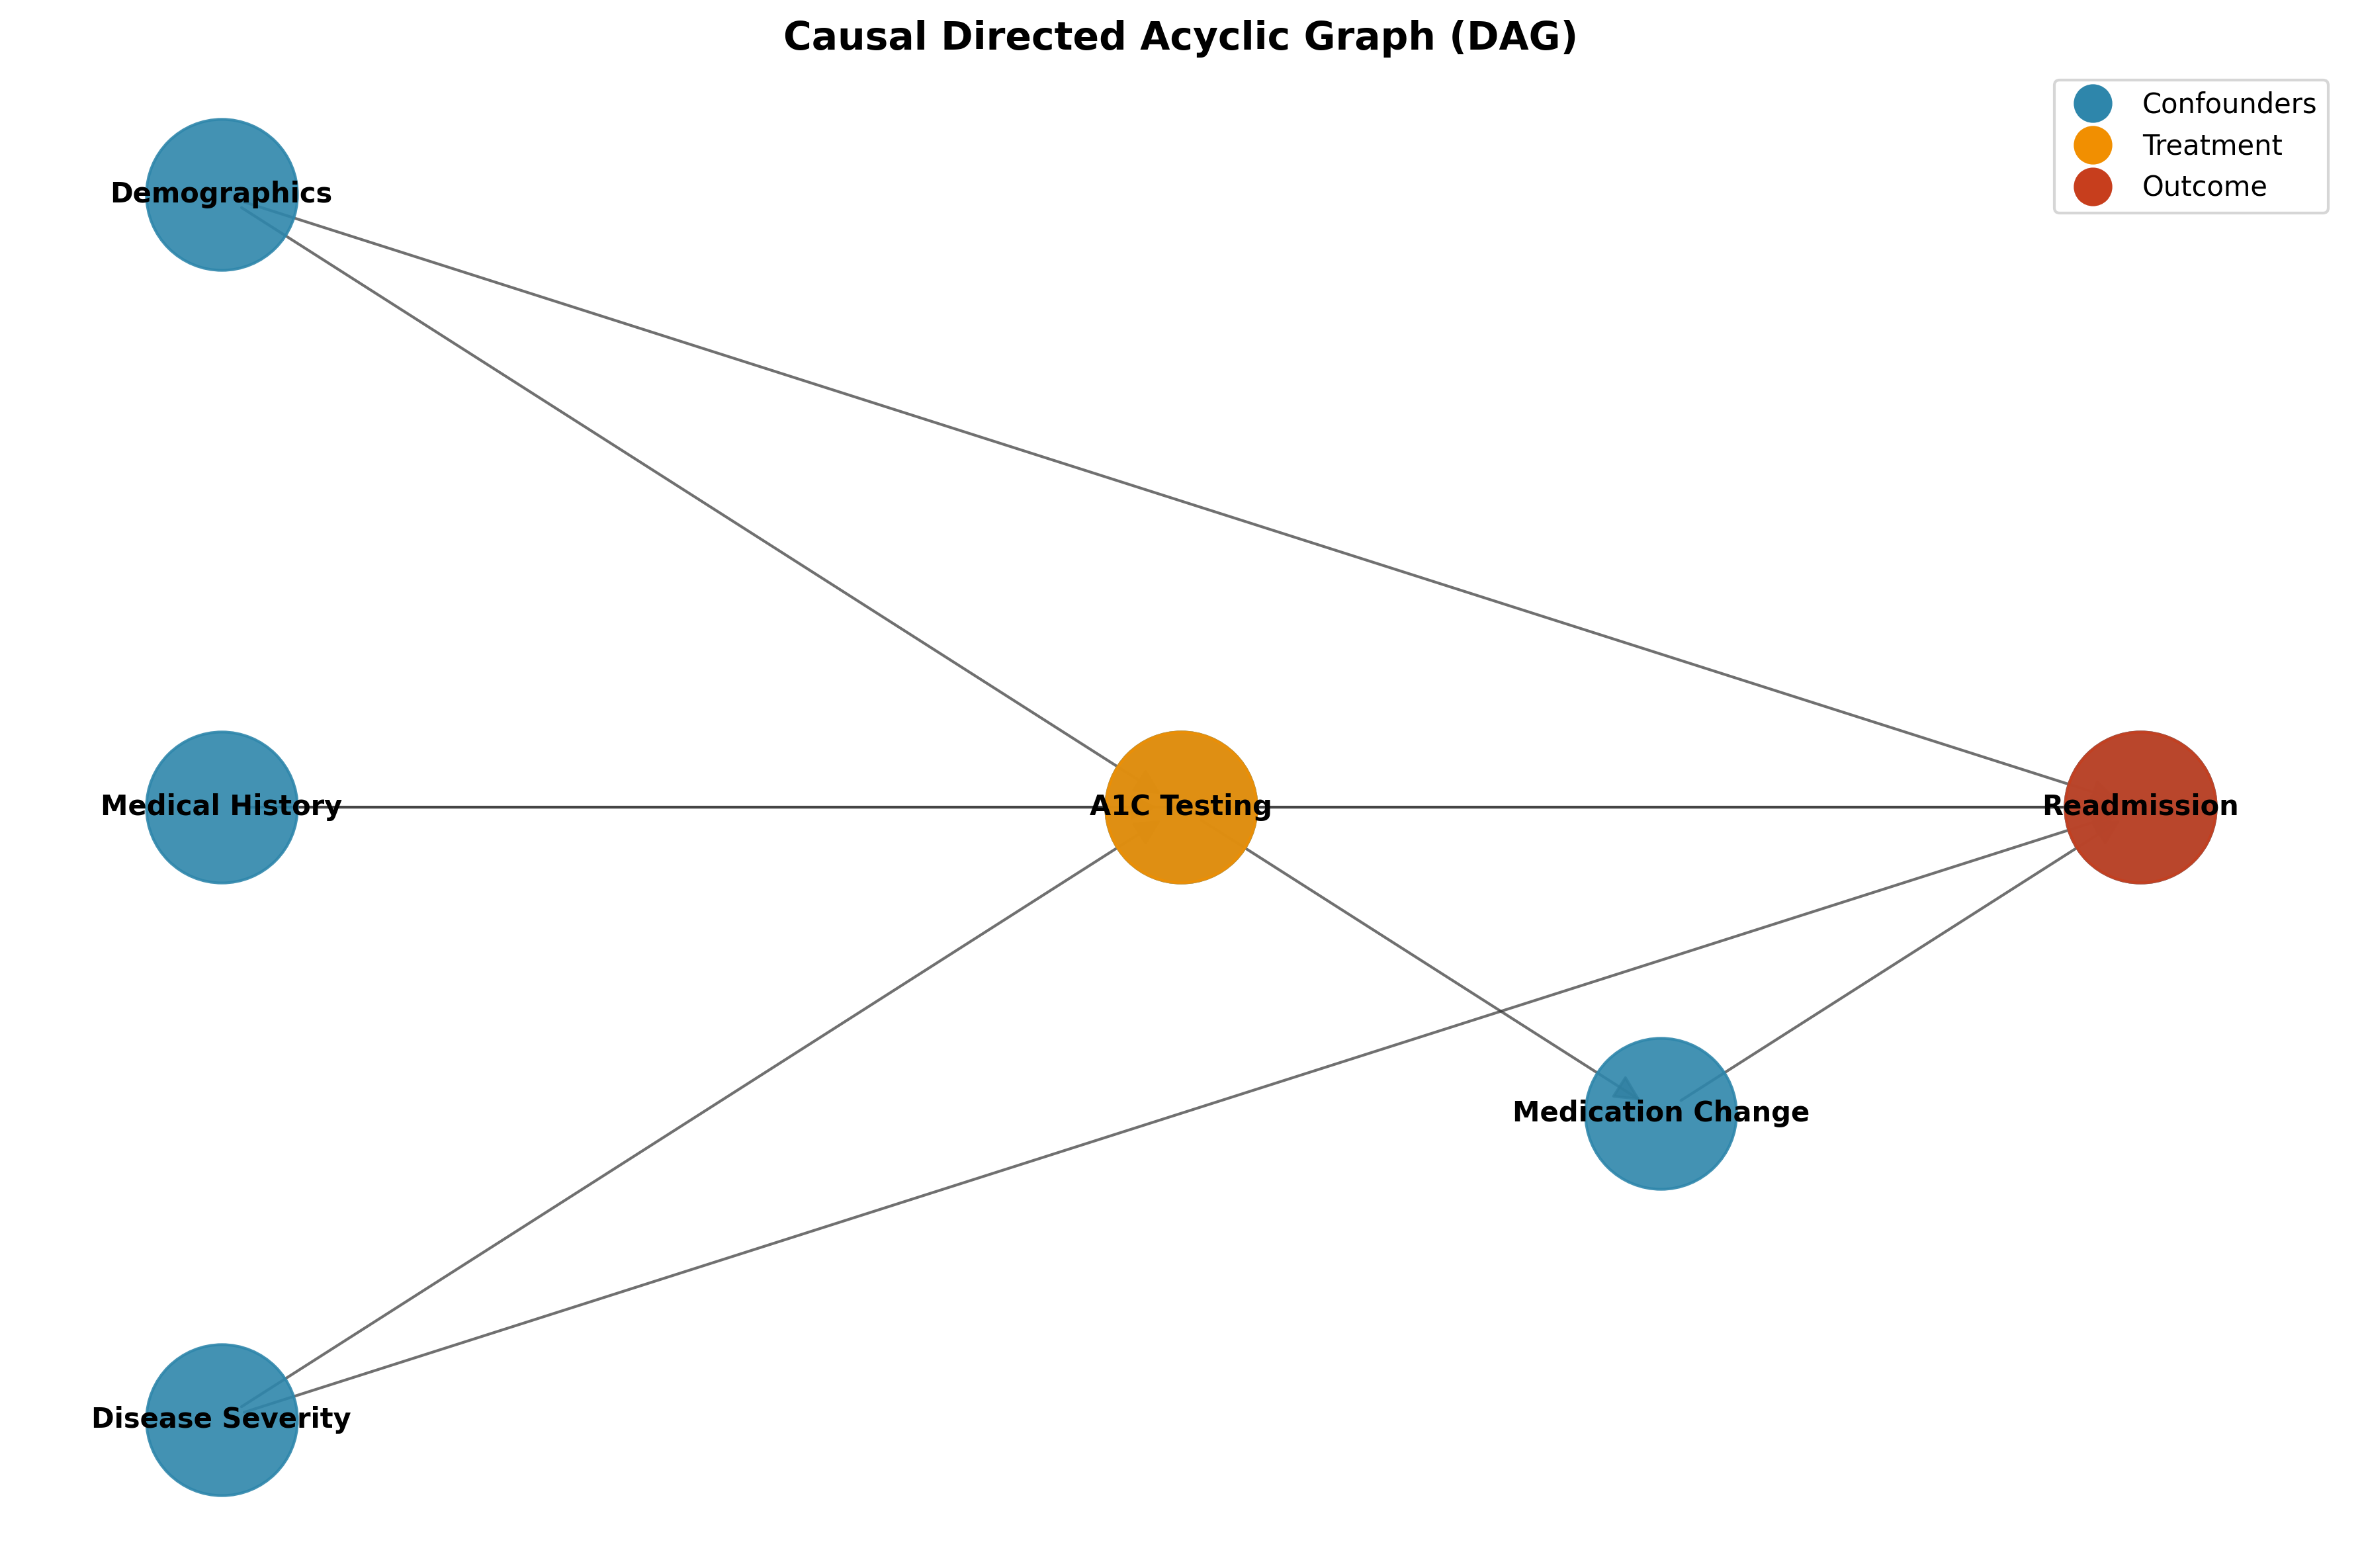 Causal Directed Acyclic Graph (DAG)
Confounders
Treatment
Outcome
Demographics
Medical History
A1C Testing
Readmission
Medication Change
Disease Severity